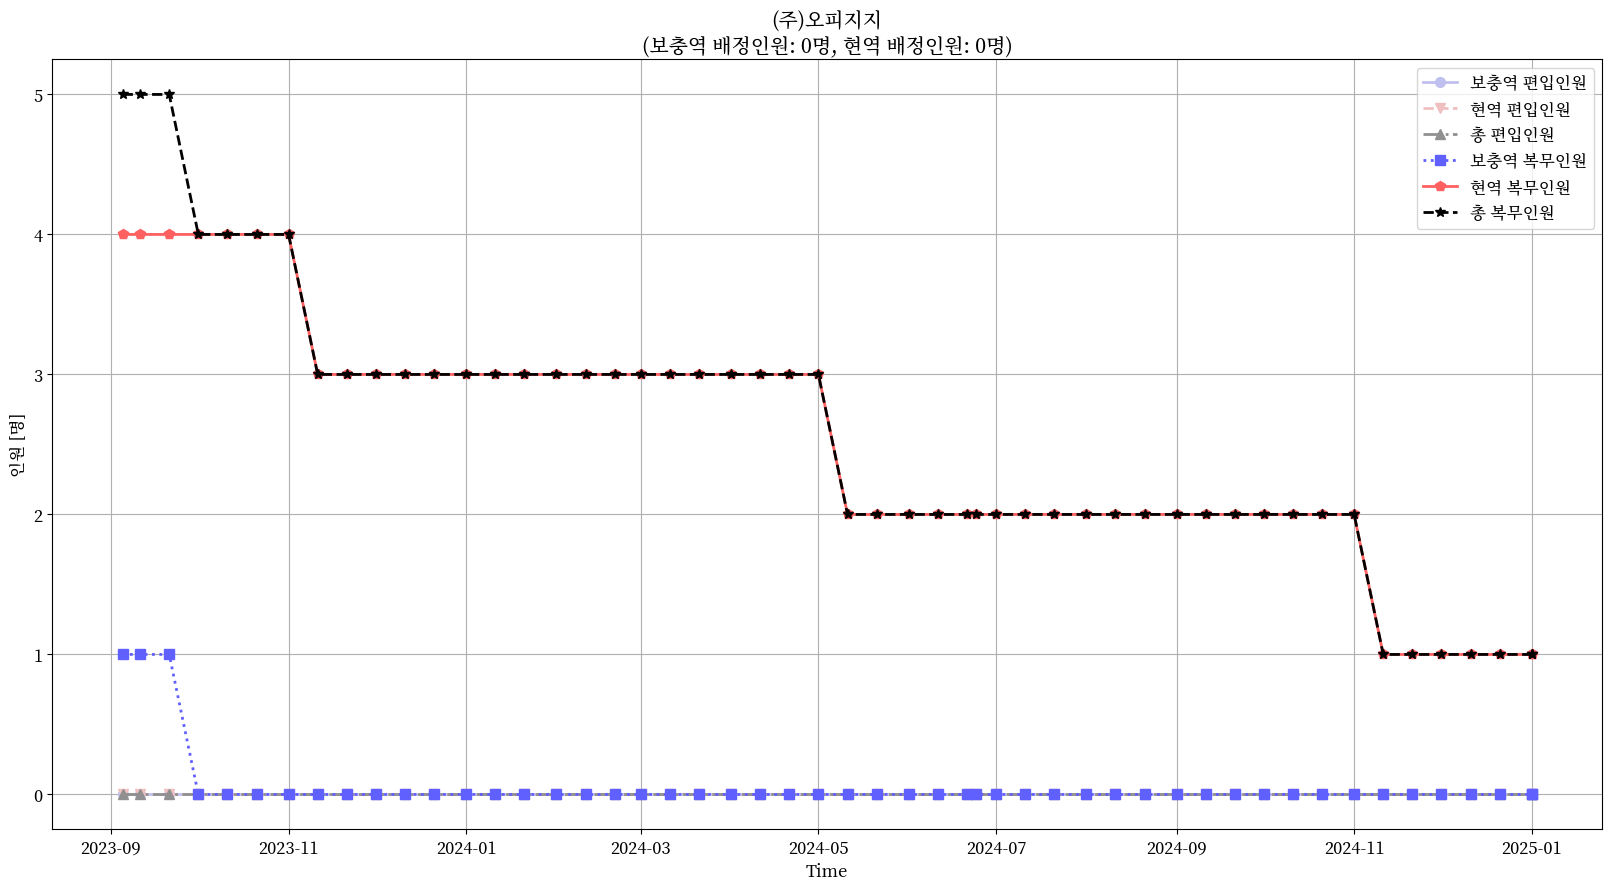 (주)오피지지
(보충역 배정인원: 0명, 현역 배정인원: 0명)
보충역 편입인원
현역 편입인원
총 편입인원
보충역 복무인원
현역 복무인원
총 복무인원
5
4
3
2
1
0
인원 [명]
2023-09 2023-11 2024-01 2024-03 2024-05 2024-07 2024-09 2024-11 2025-01
Time